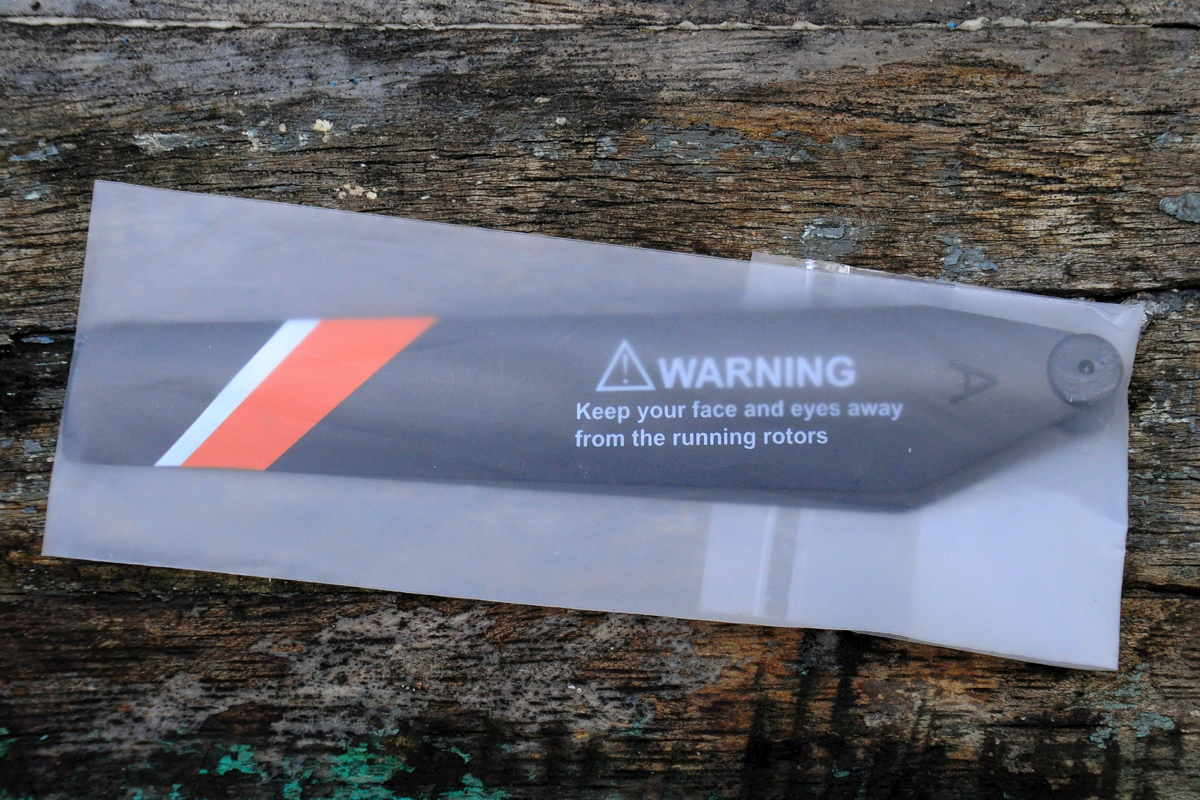 WARNING
Keep your face and eyes away
from the running rotors
A